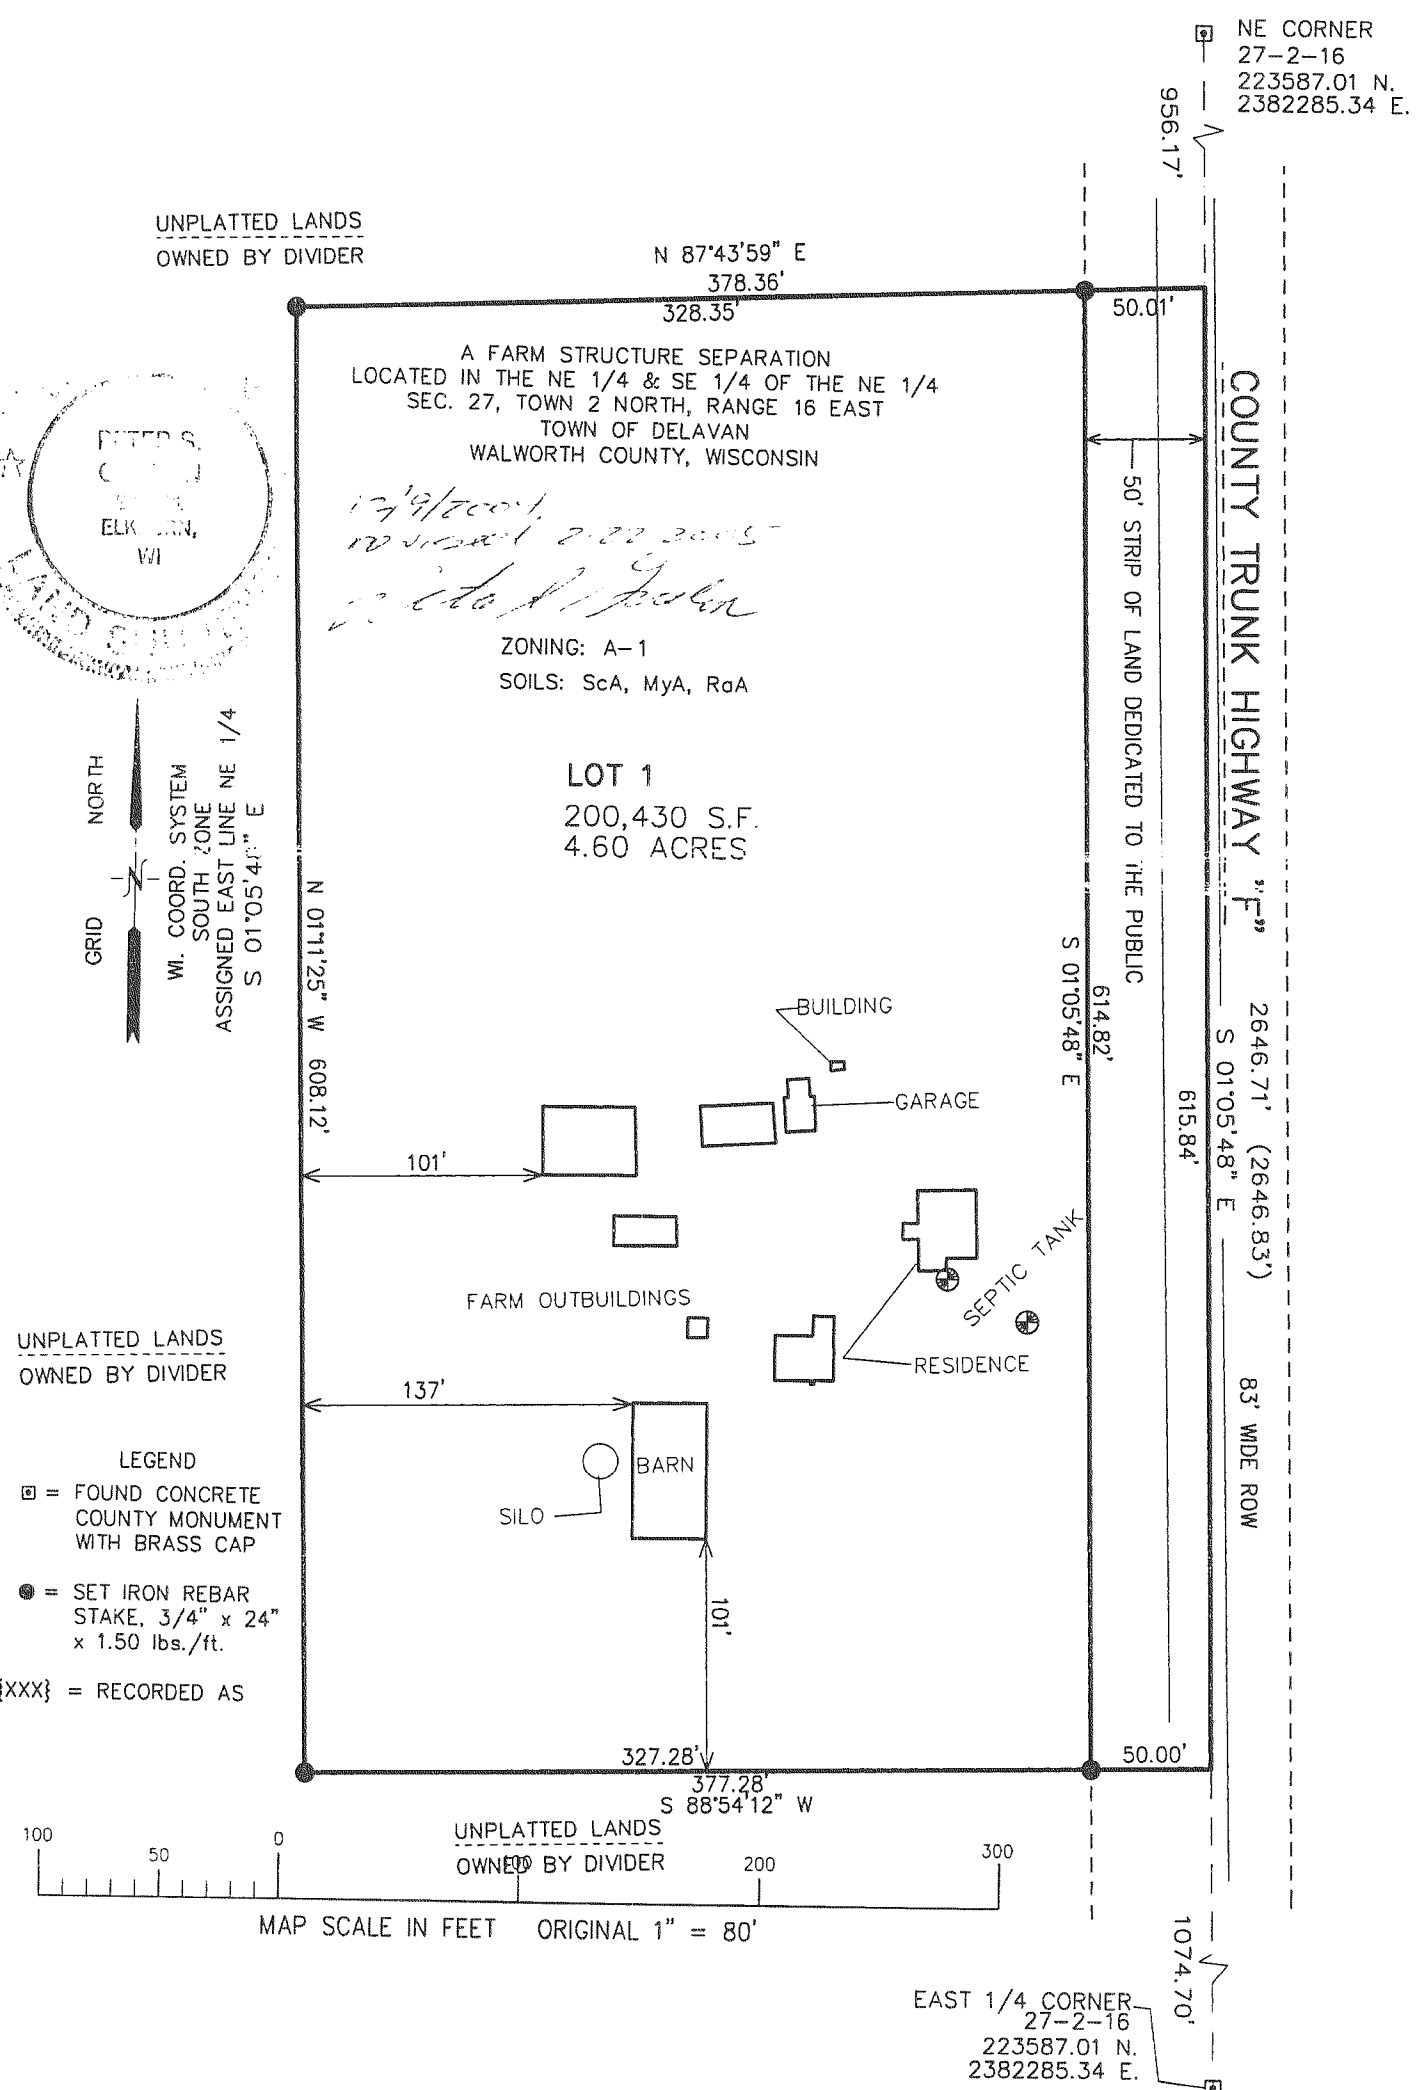 NE CORNER
27-2-16
223587.01 N.
2382285.34 E.
956.17'
UNPLATTED LANDS
OWNED BY DIVIDER
N 87°43'59" E
378.36'
328.35'
50.01'
A FARM STRUCTURE SEPARATION
LOCATED IN THE NE 1/4 & SE 1/4 OF THE NE 1/4
SEC. 27, TOWN 2 NORTH, RANGE 16 EAST
TOWN OF DELAVAN
WALWORTH COUNTY, WISCONSIN
PETER S.
WI
LAND
revised 2-22-2005
ZONING: A-1
SOILS: ScA, MyA, RaA
LOT 1
200,430 S.F.
4.60 ACRES
50' STRIP OF LAND DEDICATED TO THE PUBLIC
COUNTY TRUNK HIGHWAY "F"
2646.71' (2646.83')
S 01°05'48" E
615.84'
83' WIDE ROW
614.82'
S 01°05'48" E
NORTH
GRID
WI. COORD. SYSTEM
SOUTH ZONE
ASSIGNED EAST LINE NE 1/4
S 01°05'48" E
N 01°11'25" W 608.12'
BUILDING
GARAGE
101'
SEPTIC TANK
FARM OUTBUILDINGS
RESIDENCE
UNPLATTED LANDS
OWNED BY DIVIDER
137'
BARN
SILO
101'
LEGEND
= FOUND CONCRETE
COUNTY MONUMENT
WITH BRASS CAP
= SET IRON REBAR
STAKE, 3/4" x 24"
x 1.50 lbs./ft.
{XXX} = RECORDED AS
327.28'
50.00'
377.28'
S 88°54'12" W
UNPLATTED LANDS
OWNED BY DIVIDER
100 50 0 100 200 300
MAP SCALE IN FEET ORIGINAL 1" = 80'
1074.70'
EAST 1/4 CORNER
27-2-16
223587.01 N.
2382285.34 E.